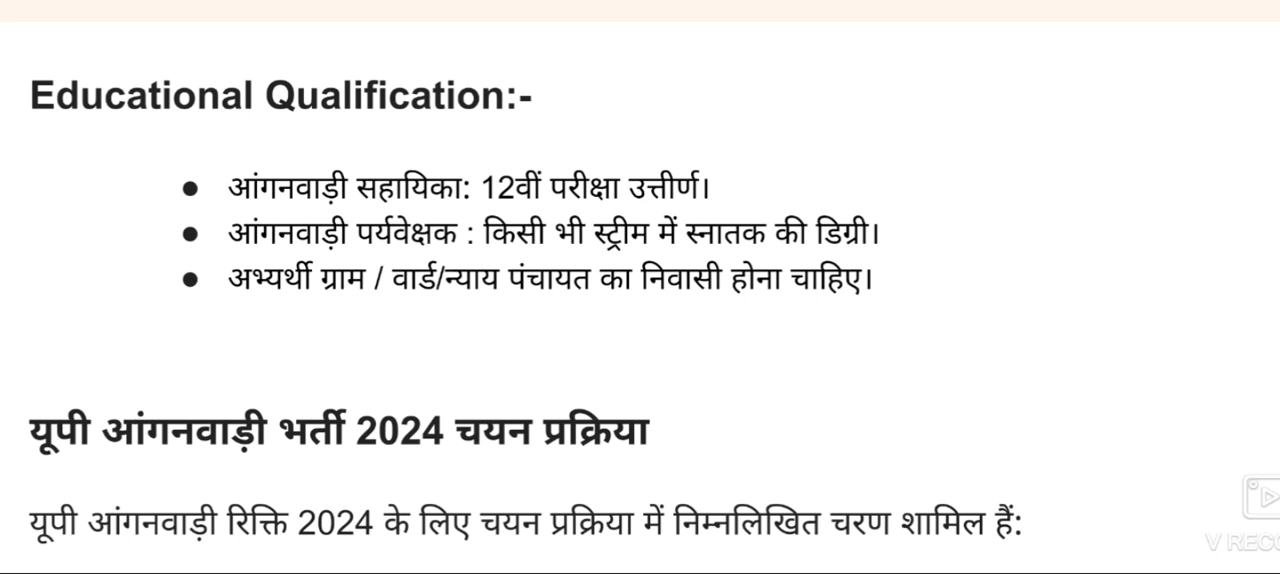 Educational Qualification:-
● आंगनवाड़ी सहायिका: 12वीं परीक्षा उत्तीर्ण।
● आंगनवाड़ी पर्यवेक्षक : किसी भी स्ट्रीम में स्नातक की डिग्री।
● अभ्यर्थी ग्राम / वार्ड/न्याय पंचायत का निवासी होना चाहिए।
यूपी आंगनवाड़ी भर्ती 2024 चयन प्रक्रिया
यूपी आंगनवाड़ी रिक्ति 2024 के लिए चयन प्रक्रिया में निम्नलिखित चरण शामिल हैं:
V RECO